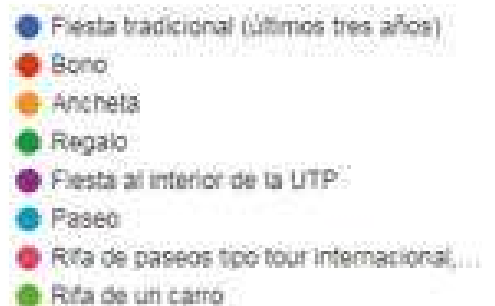 Fiesta tradicional (últimos tres años)
Bono
Ancheta
Regalo
Fiesta al interior de la UTP
Paseo
Rifa de paseos tipo tour internacional,...
Rifa de un carro